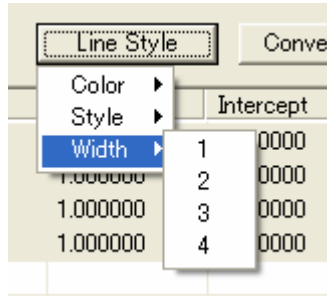 Line Style Conve
Color
Style Intercept
Width 1 0000
1.000000 2 0000
1.000000 3 0000
1.000000 4 0000